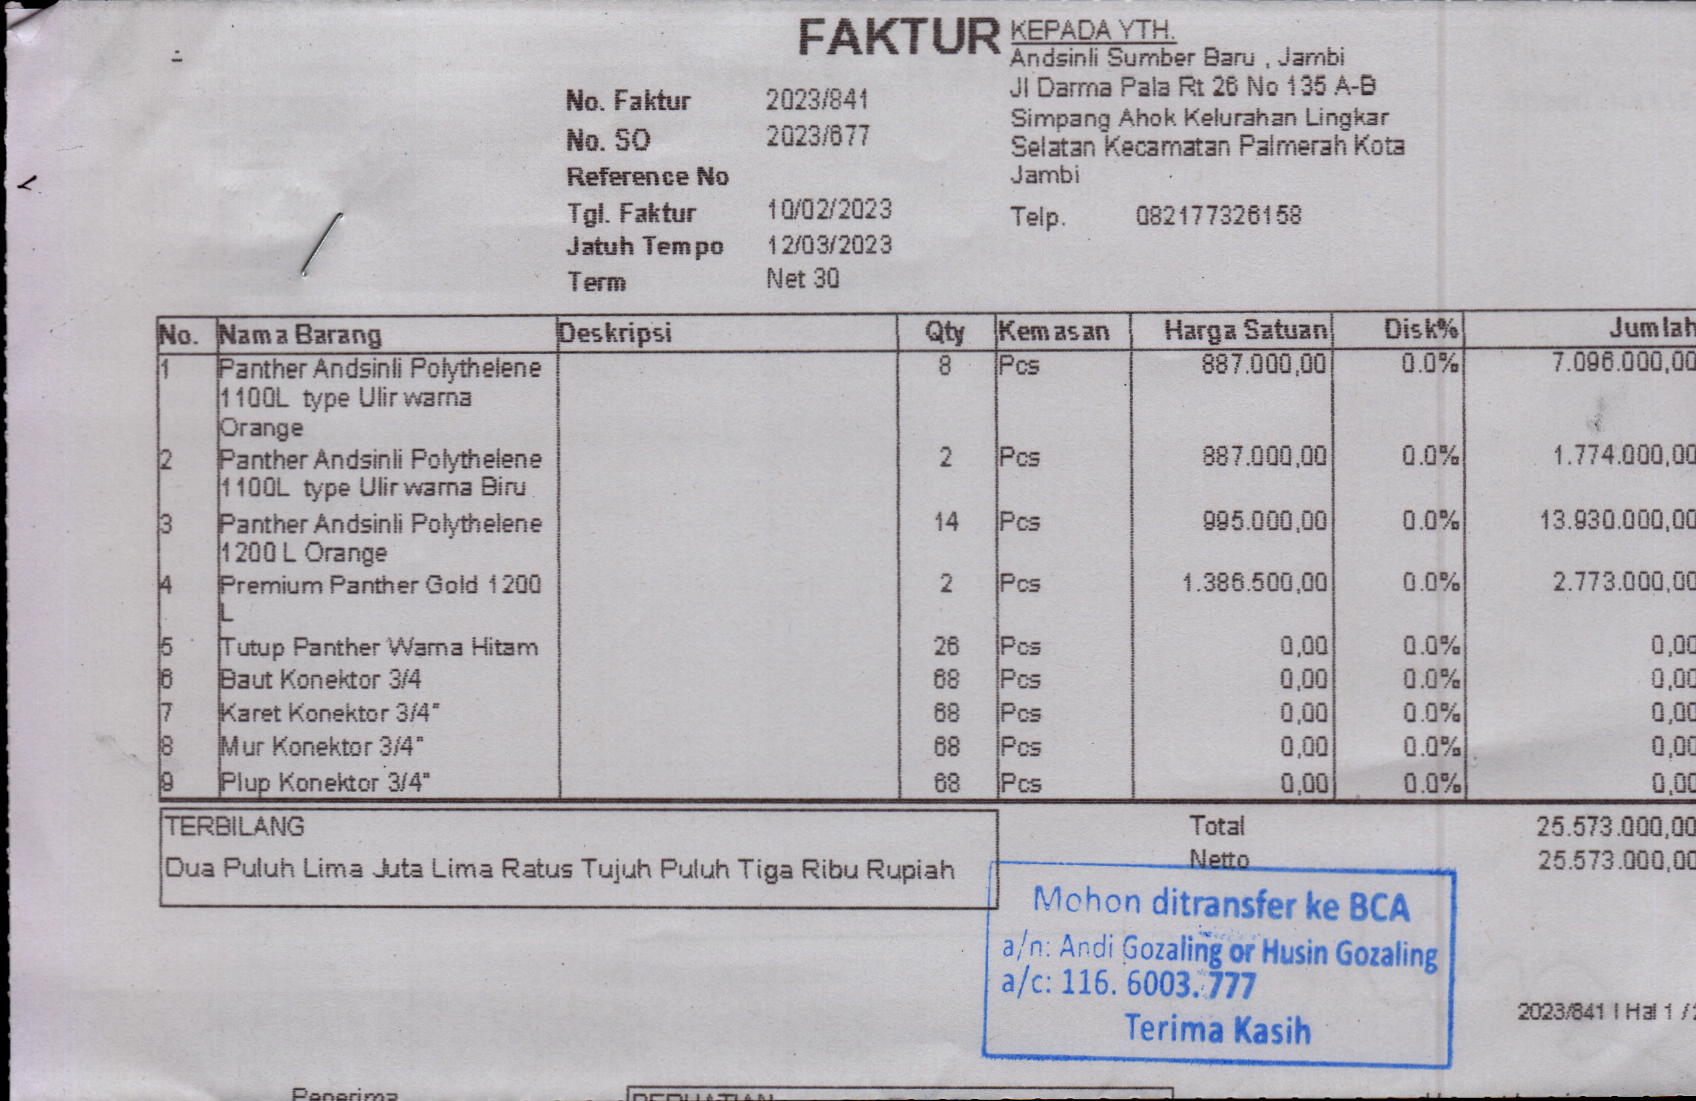 FAKTUR
KEPADA YTH.
Andsinli Sumber Baru , Jambi
Jl Darma Pala Rt 26 No 135 A-B
Simpang Ahok Kelurahan Lingkar
Selatan Kecamatan Palmerah Kota
Jambi
Telp. 082177326158
No. Faktur 2023/841
No. SO 2023/677
Reference No
Tgl. Faktur 10/02/2023
Jatuh Tempo 12/03/2023
Term Net 30
No. Nama Barang Deskripsi Qty Kemasan Harga Satuan Disk% Jumlah
1 Panther Andsinli Polythelene 8 Pcs 887.000,00 0.0% 7.096.000,00
1100L type Ulir warna
Orange
2 Panther Andsinli Polythelene 2 Pcs 887.000,00 0.0% 1.774.000,00
1100L type Ulir warna Biru
3 Panther Andsinli Polythelene 14 Pcs 995.000,00 0.0% 13.930.000,00
1200 L Orange
4 Premium Panther Gold 1200 2 Pcs 1.386.500,00 0.0% 2.773.000,00
L
5 Tutup Panther Warna Hitam 26 Pcs 0,00 0.0% 0,00
6 Baut Konektor 3/4 68 Pcs 0,00 0.0% 0,00
7 Karet Konektor 3/4" 68 Pcs 0,00 0.0% 0,00
8 Mur Konektor 3/4" 68 Pcs 0,00 0.0% 0,00
9 Plup Konektor 3/4" 68 Pcs 0,00 0.0% 0,00
TERBILANG
Dua Puluh Lima Juta Lima Ratus Tujuh Puluh Tiga Ribu Rupiah
Total 25.573.000,00
Netto 25.573.000,00
Mohon ditransfer ke BCA
a/n: Andi Gozaling or Husin Gozaling
a/c: 116. 6003. 777
Terima Kasih
2023/841 | Hal 1 /
Penerima
PERHATIAN